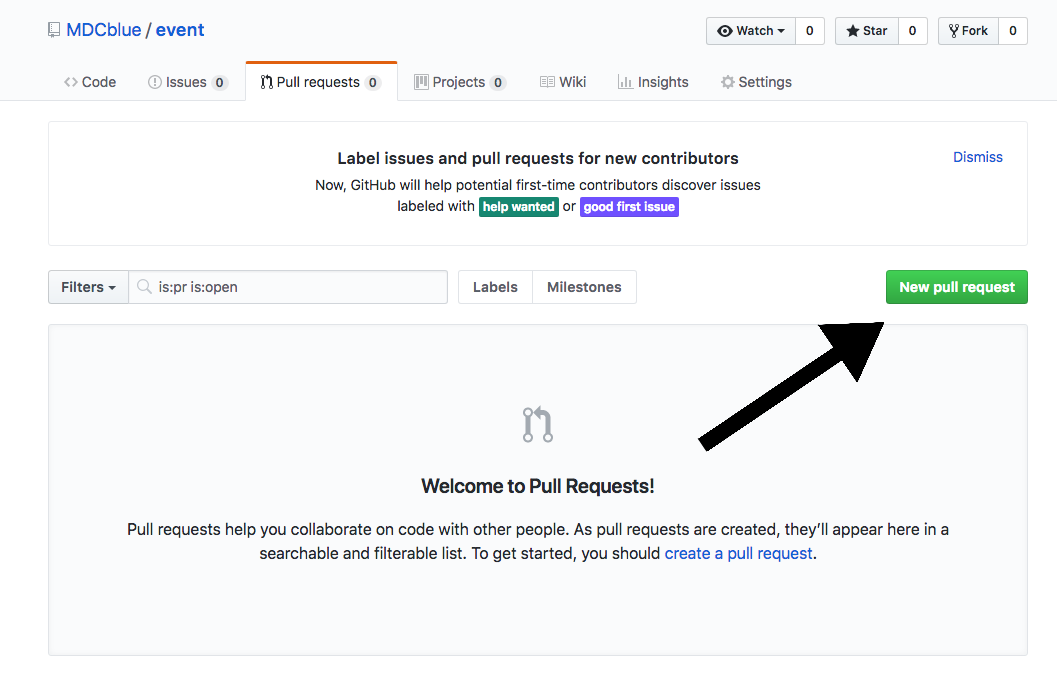 MDCblue / event
Watch 0 Star 0 Fork 0
Code Issues 0 Pull requests 0 Projects 0 Wiki Insights Settings
Label issues and pull requests for new contributors
Dismiss
Now, GitHub will help potential first-time contributors discover issues
labeled with help wanted or good first issue
Filters is:pr is:open Labels Milestones New pull request
Welcome to Pull Requests!
Pull requests help you collaborate on code with other people. As pull requests are created, they’ll appear here in a
searchable and filterable list. To get started, you should create a pull request.